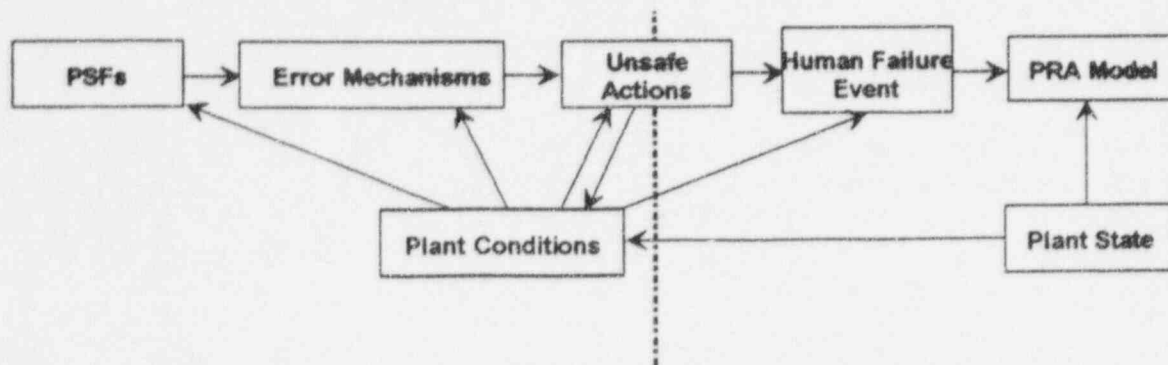 PSFs
Error Mechanisms
Unsafe
Actions
Human Failure
Event
PRA Model
Plant Conditions
Plant State